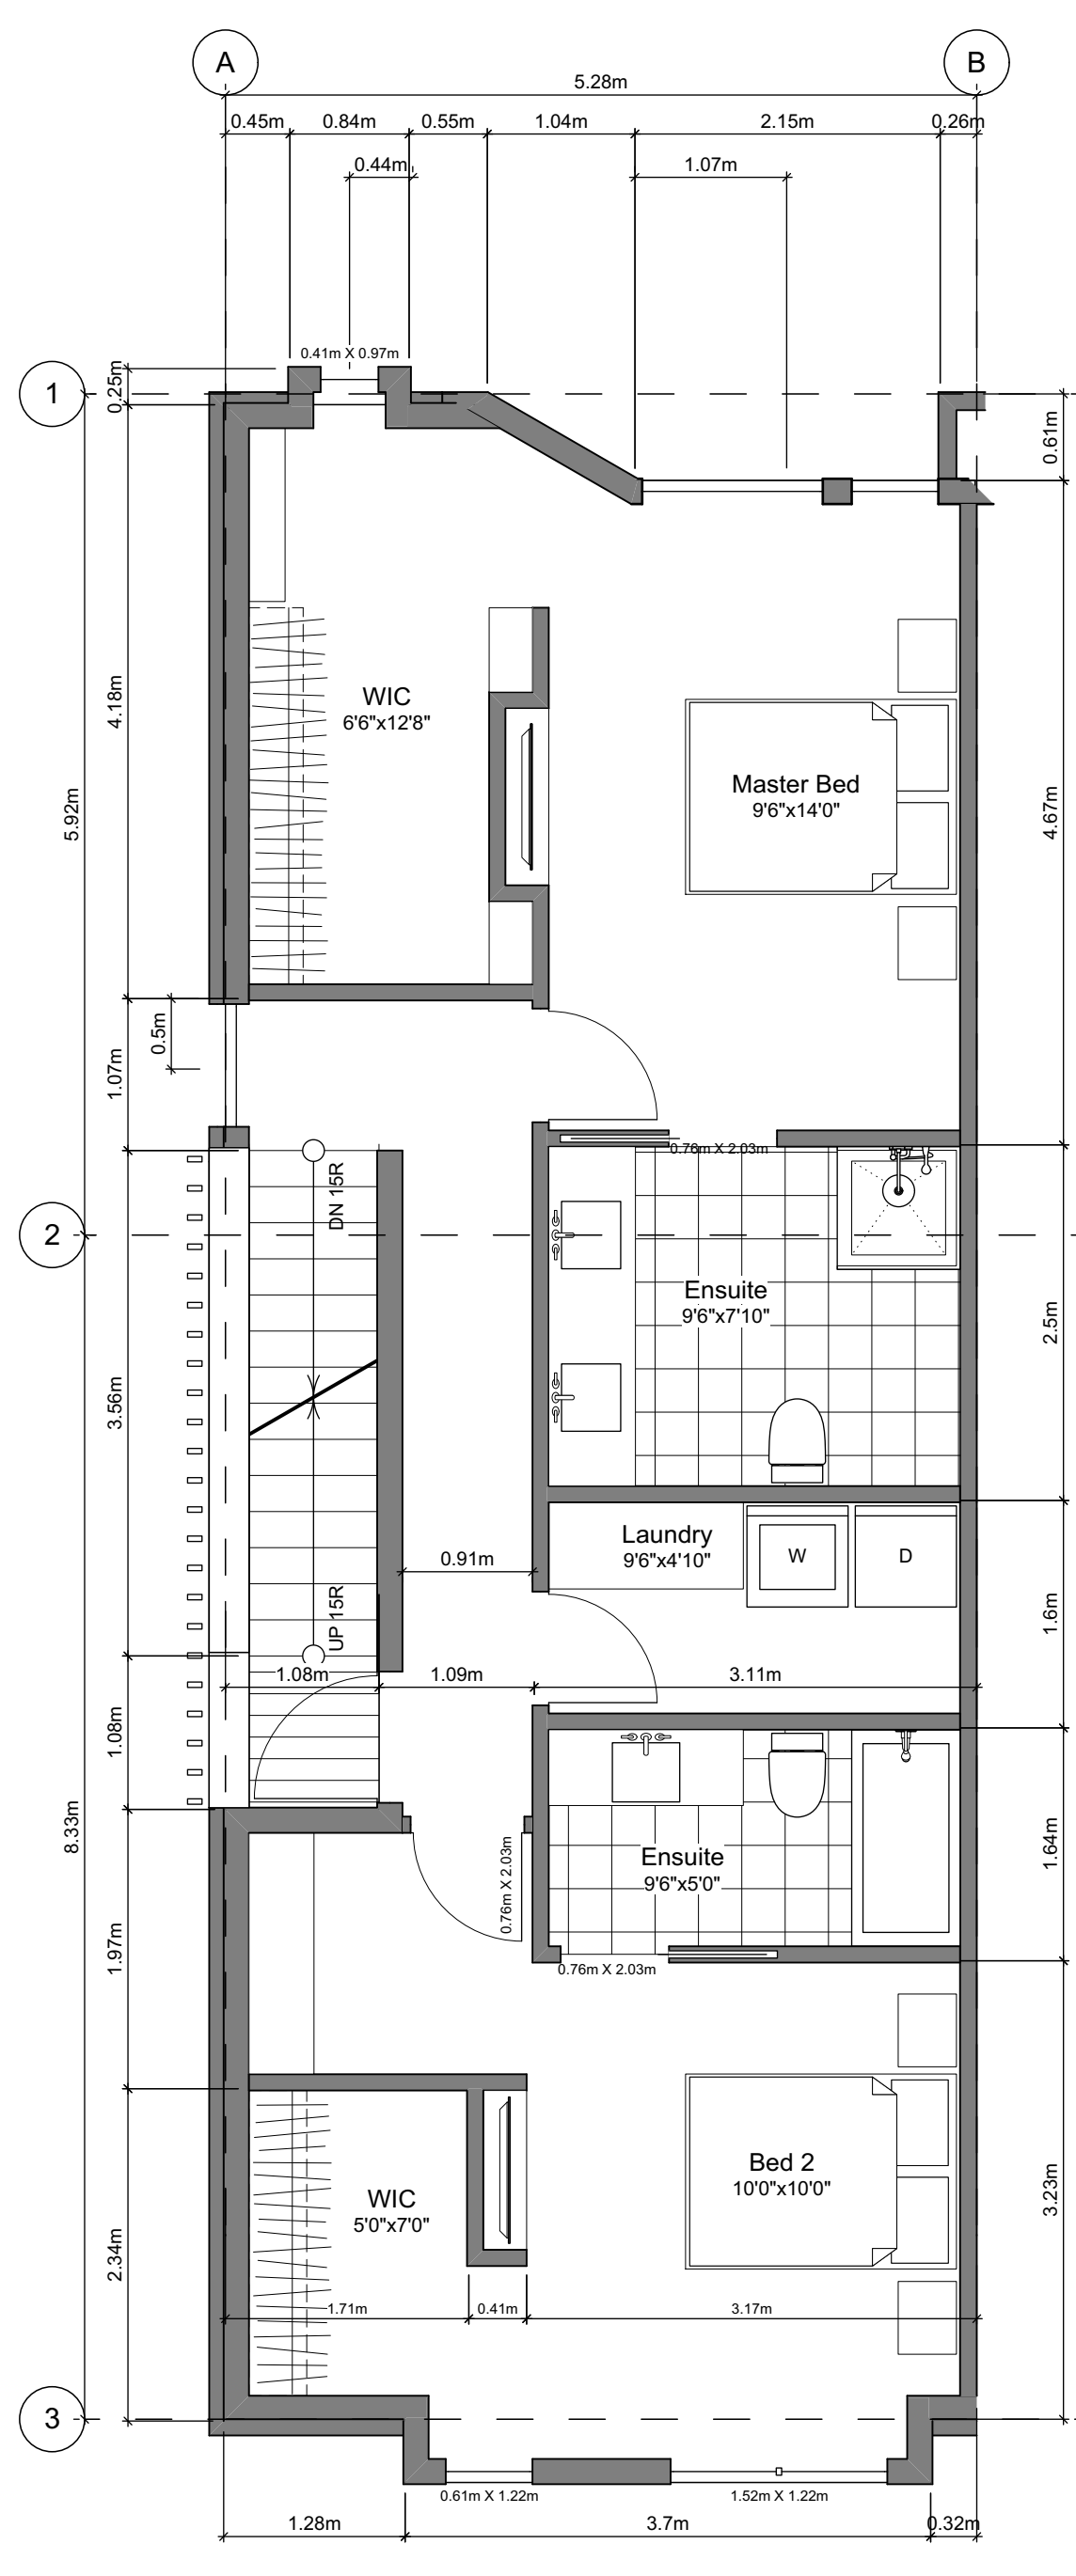 A
B
5.28m
0.45m
0.84m
0.55m
1.04m
2.15m
0.26m
0.44m
1.07m
0.41m X 0.97m
1
0.25m
0.61m
4.18m
WIC
6'6"x12'8"
Master Bed
9'6"x14'0"
5.92m
4.67m
0.5m
1.07m
0.76m X 2.03m
DN 15R
2
Ensuite
9'6"x7'10"
2.5m
3.56m
Laundry
9'6"x4'10"
W
D
0.91m
UP 15R
1.6m
1.08m
1.09m
3.11m
1.08m
8.33m
Ensuite
9'6"x5'0"
1.64m
0.76m X 2.03m
1.97m
0.76m X 2.03m
Bed 2
10'0"x10'0"
WIC
5'0"x7'0"
3.23m
2.34m
1.71m
0.41m
3.17m
3
0.61m X 1.22m
1.52m X 1.22m
1.28m
3.7m
0.32m